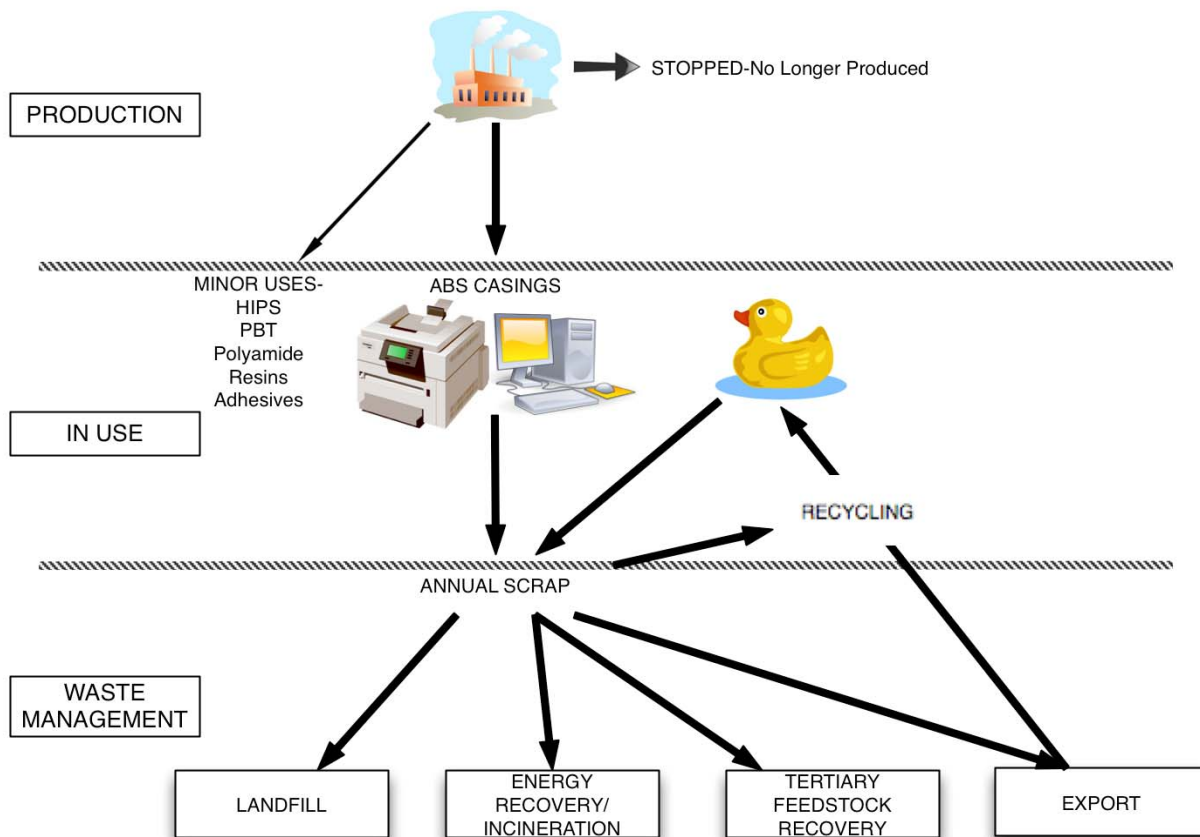 STOPPED-No Longer Produced
PRODUCTION
MINOR USES-
HIPS
PBT
Polyamide
Resins
Adhesives
ABS CASINGS
IN USE
RECYCLING
ANNUAL SCRAP
WASTE
MANAGEMENT
LANDFILL
ENERGY
RECOVERY/
INCINERATION
TERTIARY
FEEDSTOCK
RECOVERY
EXPORT